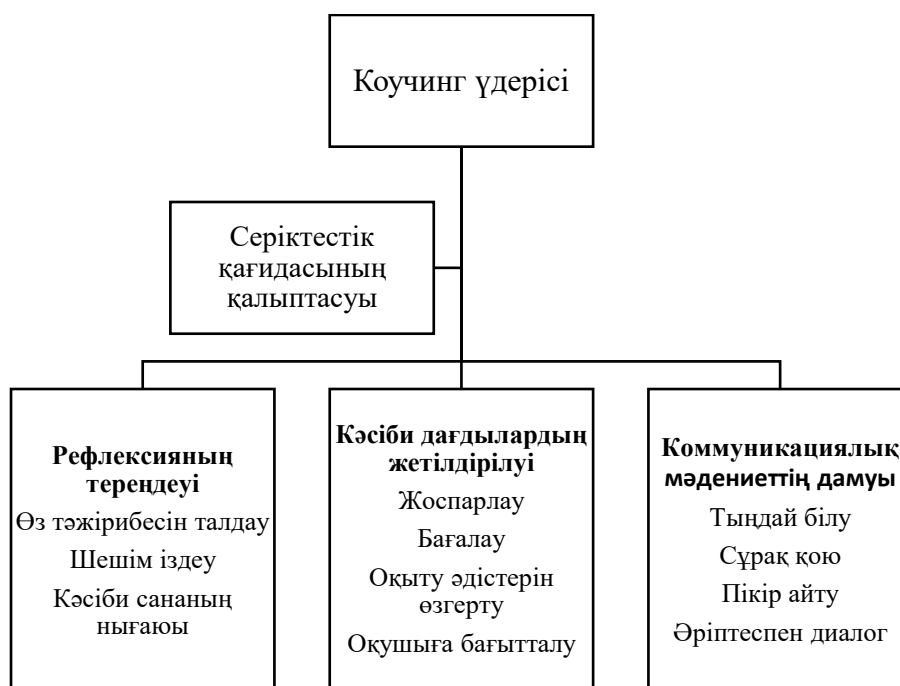 Коучинг үдерісі
Серіктестік
қағидасының
қалыптасуы
Рефлексияның
тереңдеуі
Өз тәжірибесін талдау
Шешім іздеу
Кәсіби сананың
нығаюы
Кәсіби дағдылардың
жетілдірілуі
Жоспарлау
Бағалау
Оқыту әдістерін
өзгерту
Оқушыға бағытталу
Коммуникациялық
мәдениеттің дамуы
Тыңдай білу
Сұрақ қою
Пікір айту
Әріптеспен диалог